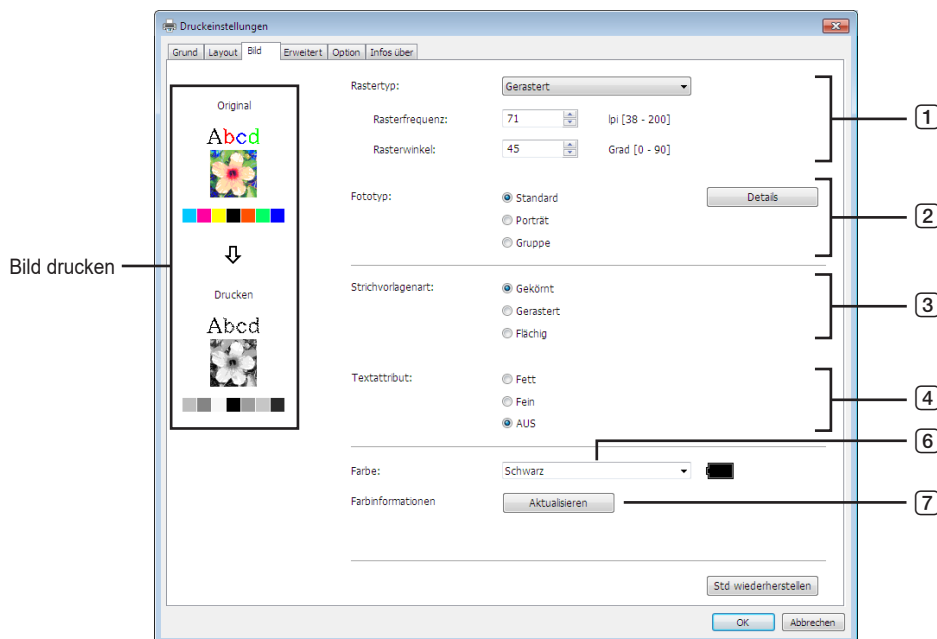 Druckeinstellungen
Grund Layout Bild Erweitert Option Infos über
Original
Abcd
Drucken
Abcd
Bild drucken
Rastertyp: Gerastert
Rasterfrequenz: 71 lpi [38 - 200]
Rasterwinkel: 45 Grad [0 - 90]
1
Fototyp: Standard Details
Porträt
Gruppe
2
Strichvorlagenart: Gekörnt
Gerastert
Flächig
3
Textattribut: Fett
Fein
AUS
4
6
Farbe: Schwarz
Farbinformationen Aktualisieren
7
Std wiederherstellen
OK Abbrechen